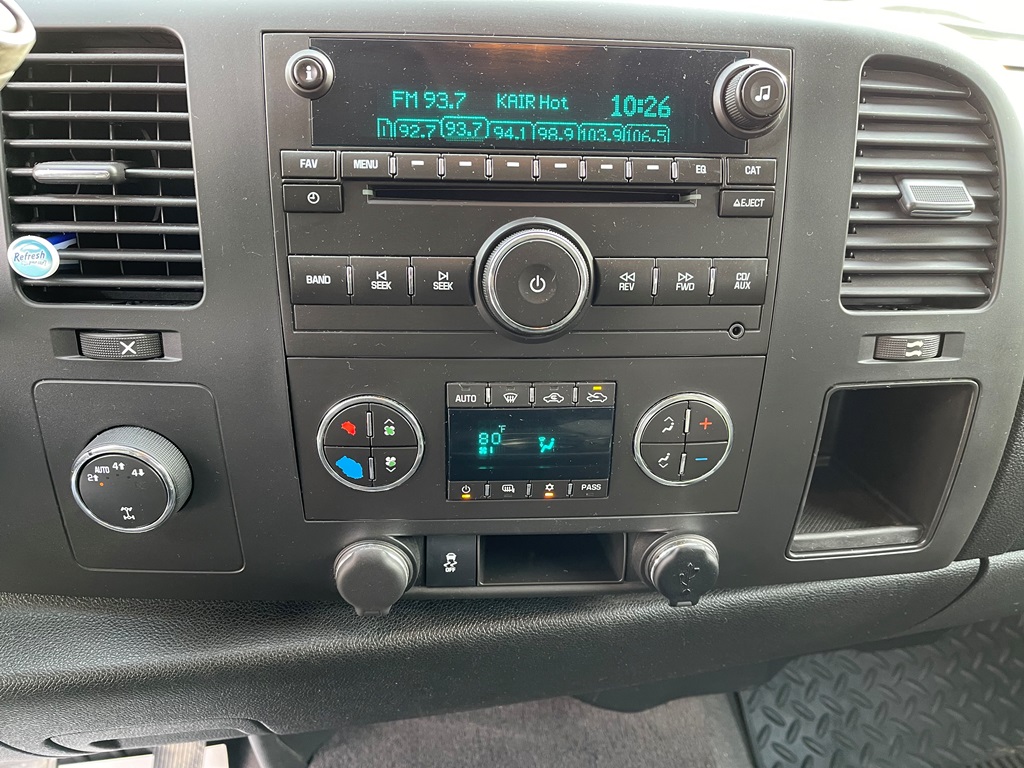 FM 93.7 KAIR Hot 10:26
92.7 93.7 94.1 98.9 103.9 106.5
FAV MENU EQ CAT
EJECT
Refresh
BAND SEEK SEEK REV FWD CD/AUX
AUTO
80 °F
PASS
AUTO 4↑ 4↓
2↑
OFF